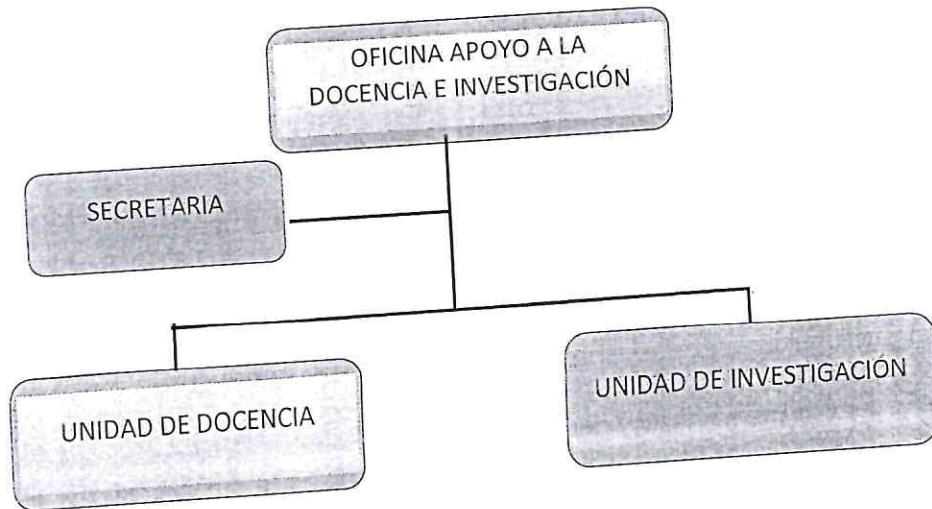 OFICINA APOYO A LA
DOCENCIA E INVESTIGACIÓN
SECRETARIA
UNIDAD DE DOCENCIA
UNIDAD DE INVESTIGACIÓN